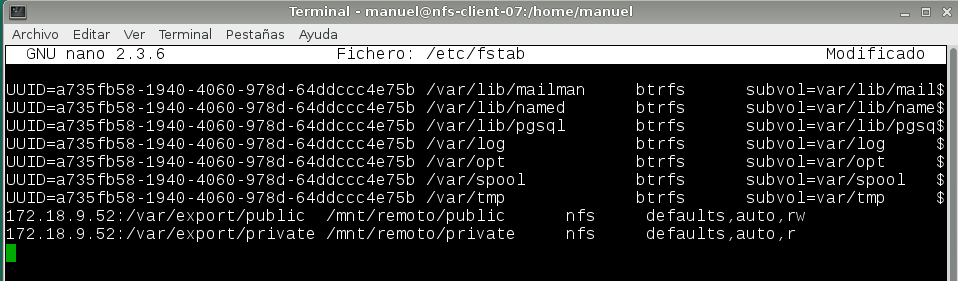 Terminal - manuel@nfs-client-07:/home/manuel
Archivo Editar Ver Terminal Pestañas Ayuda
GNU nano 2.3.6 Fichero: /etc/fstab Modificado
UUID=a735fb58-1940-4060-978d-64ddccc4e75b /var/lib/mailman btrfs subvol=var/lib/mail$
UUID=a735fb58-1940-4060-978d-64ddccc4e75b /var/lib/named btrfs subvol=var/lib/name$
UUID=a735fb58-1940-4060-978d-64ddccc4e75b /var/lib/pgsql btrfs subvol=var/lib/pgsq$
UUID=a735fb58-1940-4060-978d-64ddccc4e75b /var/log btrfs subvol=var/log $
UUID=a735fb58-1940-4060-978d-64ddccc4e75b /var/opt btrfs subvol=var/opt $
UUID=a735fb58-1940-4060-978d-64ddccc4e75b /var/spool btrfs subvol=var/spool $
UUID=a735fb58-1940-4060-978d-64ddccc4e75b /var/tmp btrfs subvol=var/tmp $
172.18.9.52:/var/export/public /mnt/remoto/public nfs defaults,auto,rw
172.18.9.52:/var/export/private /mnt/remoto/private nfs defaults,auto,r